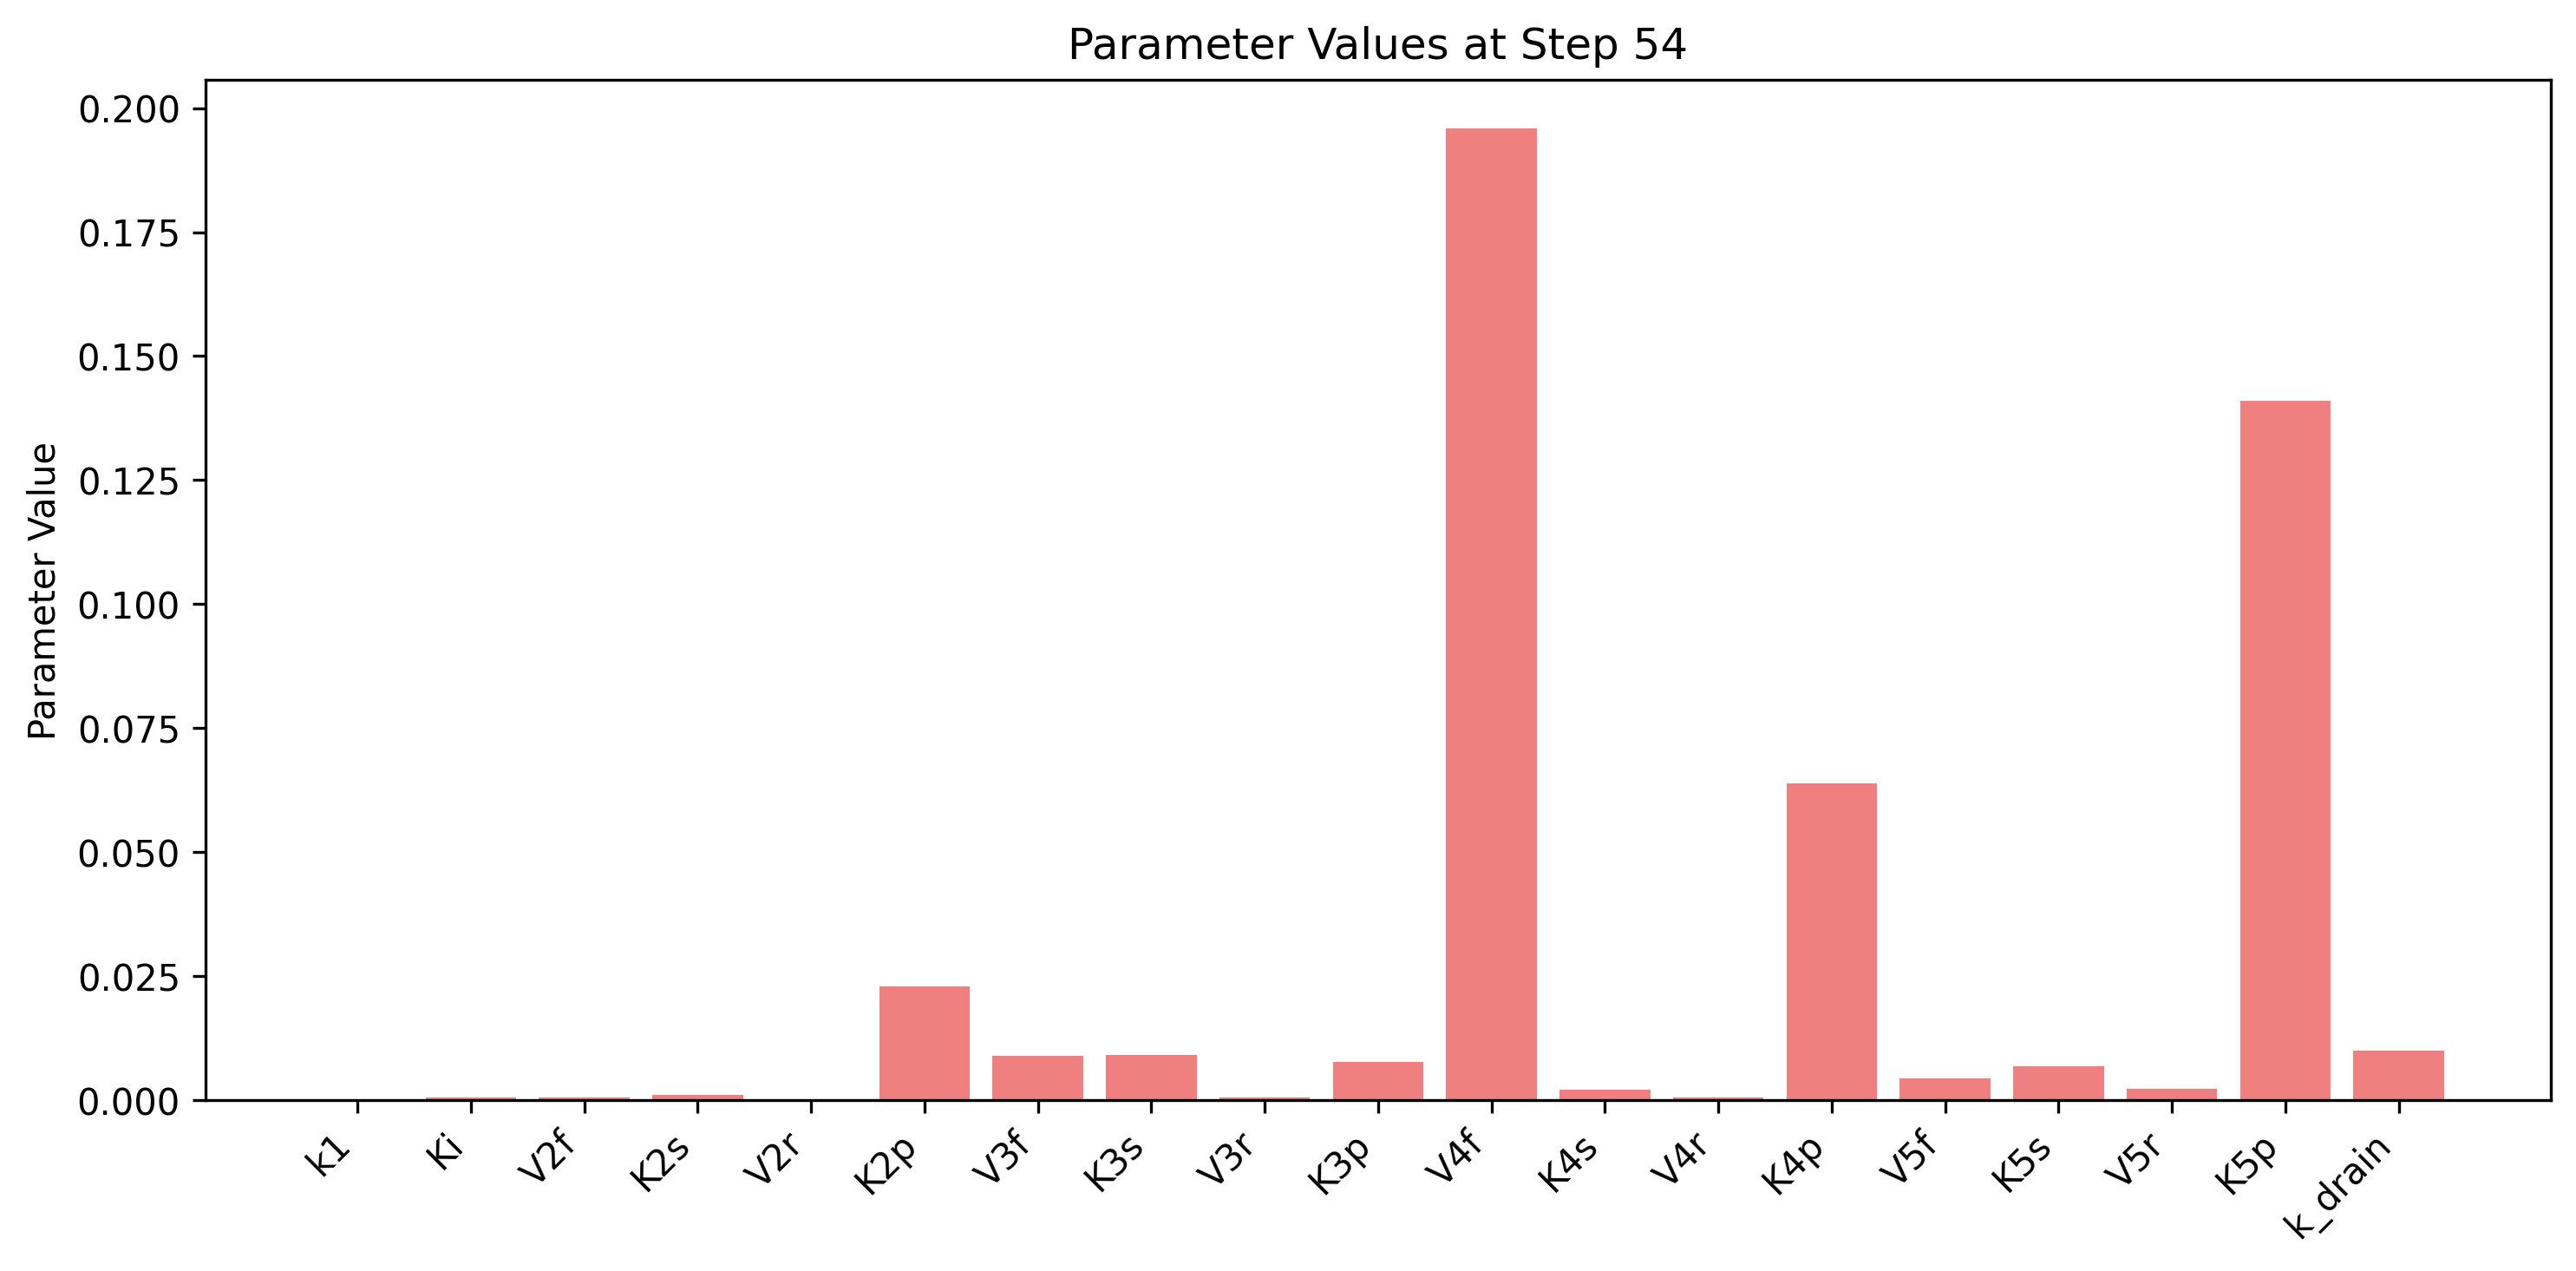 Parameter Values at Step 54
Parameter Value
0.200
0.175
0.150
0.125
0.100
0.075
0.050
0.025
0.000
k1
Ki
V2f
K2s
V2r
K2p
V3f
K3s
V3r
K3p
V4f
K4s
V4r
K4p
V5f
K5s
V5r
K5p
k_drain